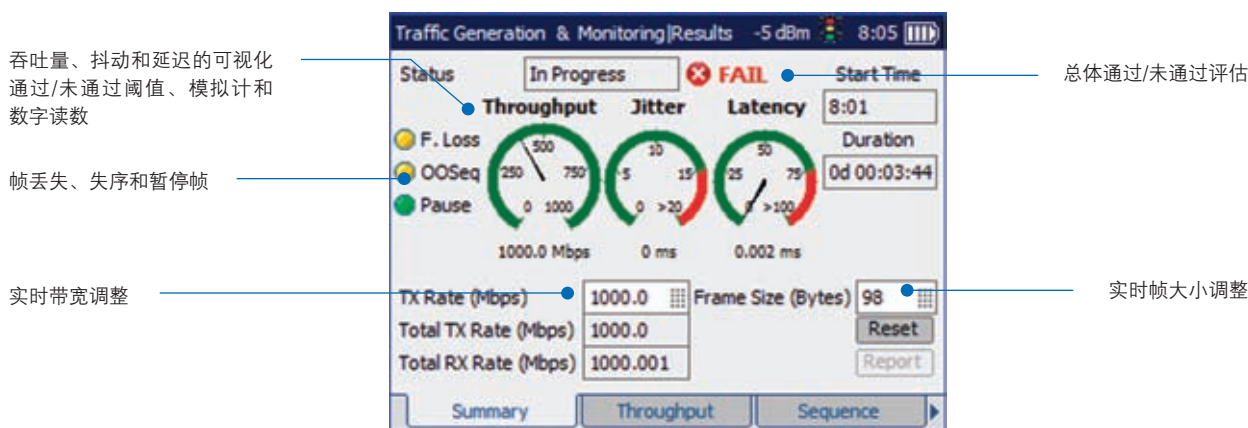 Traffic Generation & Monitoring|Results -5 dBm 8:05
吞吐量、抖动和延迟的可视化
通过/未通过阈值、模拟计和
数字读数
Status In Progress FAIL Start Time
总体通过/未通过评估
Throughput Jitter Latency 8:01
F. Loss
OOSeq
Pause
帧丢失、失序和暂停帧
0 250 500 750 1000
0 5 10 15 >20
0 25 50 75 >100
Duration
0d 00:03:44
1000.0 Mbps 0 ms 0.002 ms
实时带宽调整
TX Rate (Mbps) 1000.0 Frame Size (Bytes) 98
实时帧大小调整
Total TX Rate (Mbps) 1000.0 Reset
Total RX Rate (Mbps) 1000.001 Report
Summary Throughput Sequence